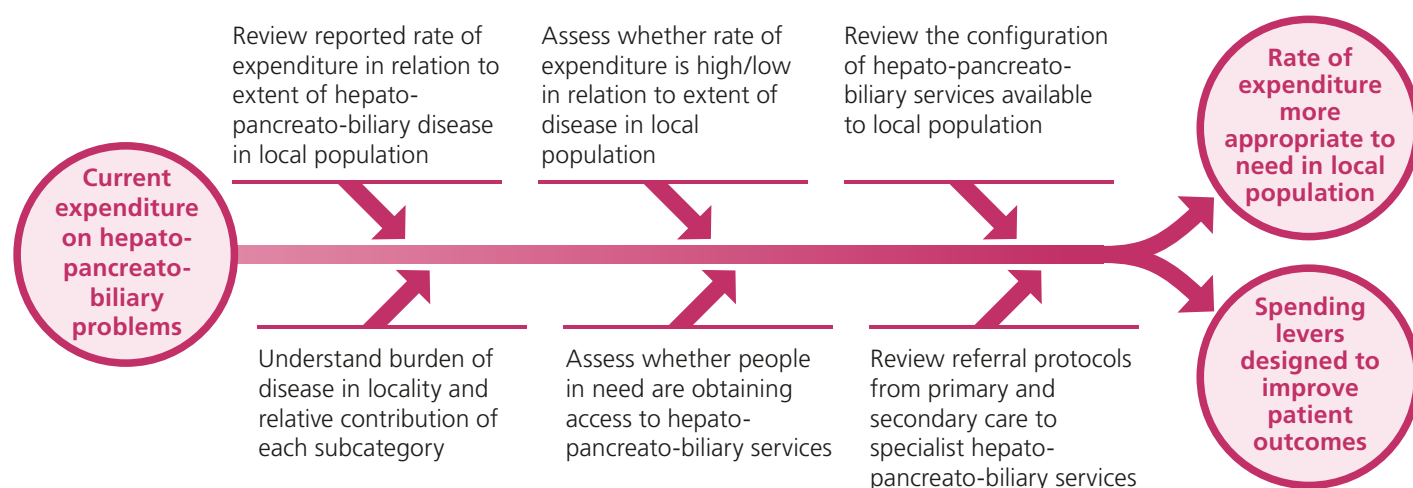 Current
expenditure
on hepato-
pancreato-
biliary
problems
Review reported rate of
expenditure in relation to
extent of hepato-
pancreato-biliary disease
in local population
Assess whether rate of
expenditure is high/low
in relation to extent of
disease in local
population
Review the configuration
of hepato-pancreato-
biliary services available
to local population
Understand burden of
disease in locality and
relative contribution of
each subcategory
Assess whether people
in need are obtaining
access to hepato-
pancreato-biliary services
Review referral protocols
from primary and
secondary care to
specialist hepato-
pancreato-biliary services
Rate of
expenditure
more
appropriate to
need in local
population
Spending
levers
designed to
improve
patient
outcomes